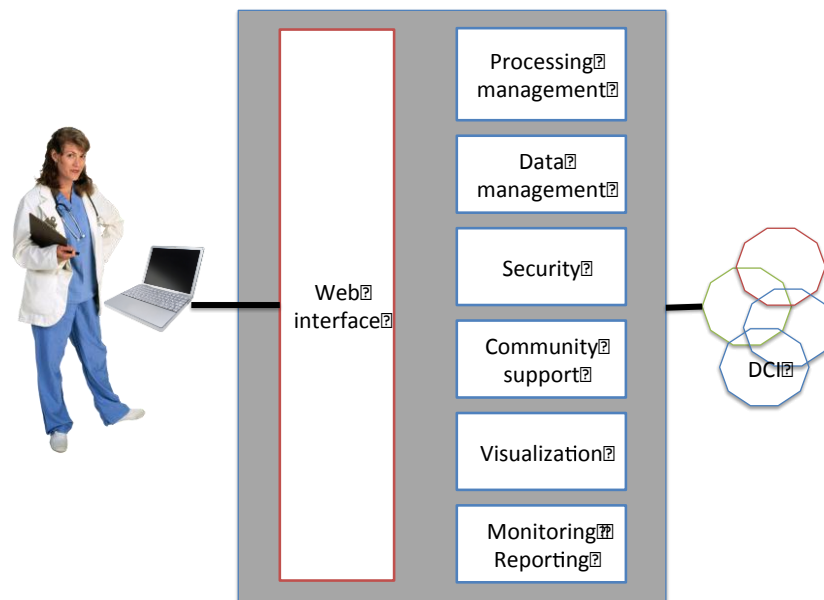 Web
interface
Processing
management
Data
management
Security
Community
support
Visualization
Monitoring
Reporting
DCI